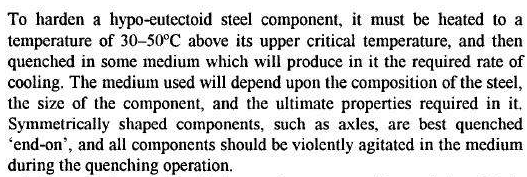 To harden a hypo-eutectoid steel component, it must be heated to a
temperature of 30–50°C above its upper critical temperature, and then
quenched in some medium which will produce in it the required rate of
cooling. The medium used will depend upon the composition of the steel,
the size of the component, and the ultimate properties required in it.
Symmetrically shaped components, such as axles, are best quenched
‘end-on’, and all components should be violently agitated in the medium
during the quenching operation.